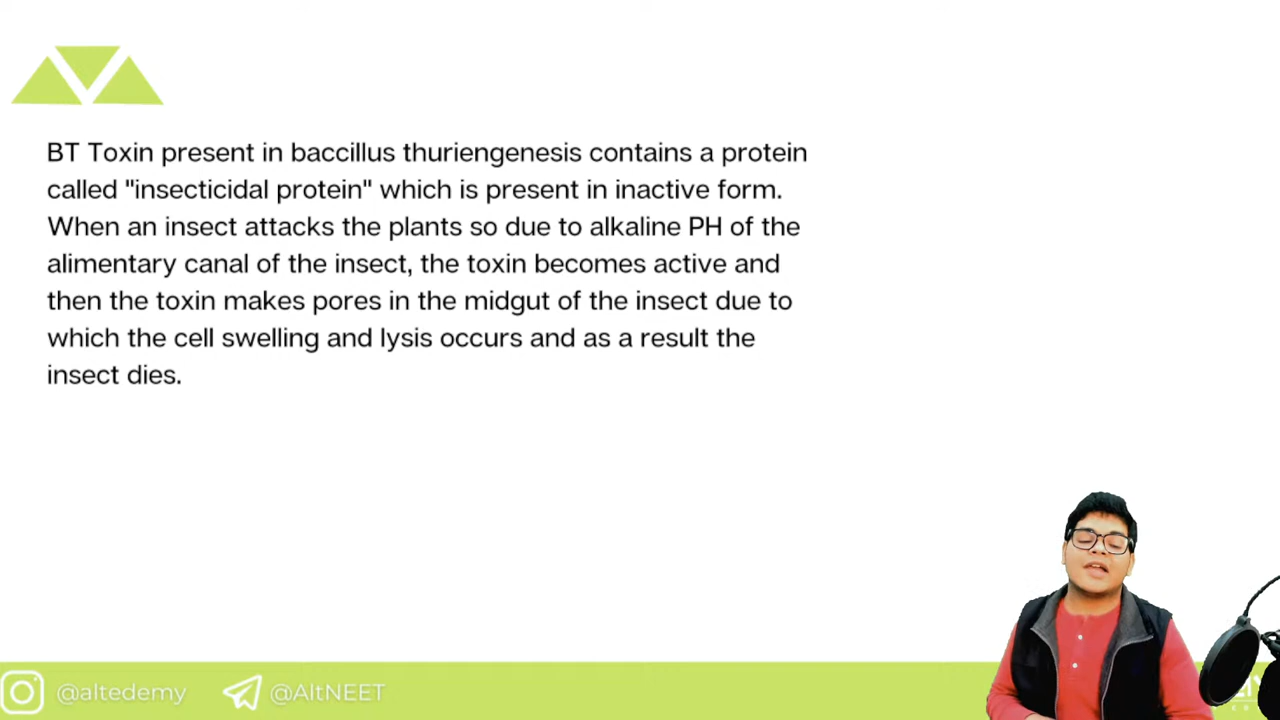 BT Toxin present in baccillus thuriengenesis contains a protein
called "insecticidal protein" which is present in inactive form.
When an insect attacks the plants so due to alkaline PH of the
alimentary canal of the insect, the toxin becomes active and
then the toxin makes pores in the midgut of the insect due to
which the cell swelling and lysis occurs and as a result the
insect dies.
@altedemy
@AltNEET